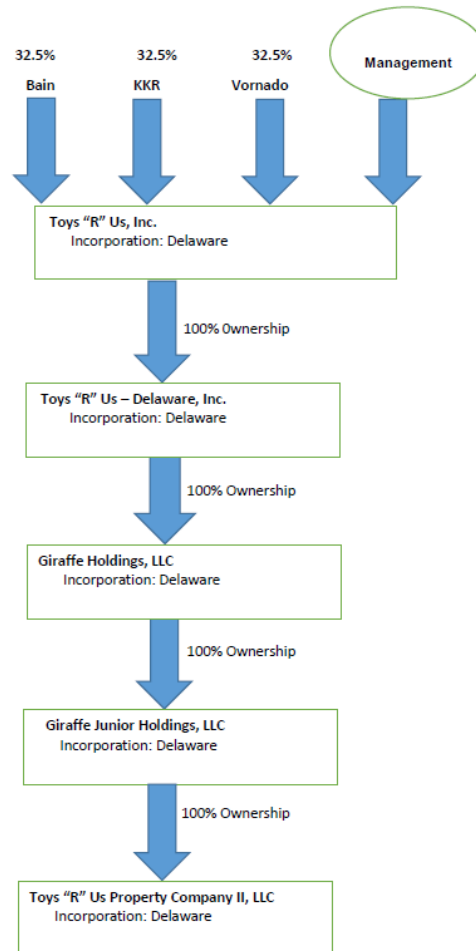 32.5% 32.5% 32.5%
Bain KKR Vornado Management
Toys “R” Us, Inc.
Incorporation: Delaware
100% 0wnership
Toys “R” Us – Delaware, Inc.
Incorporation: Delaware
100% Ownership
Giraffe Holdings, LLC
Incorporation: Delaware
100% Ownership
Giraffe Junior Holdings, LLC
Incorporation: Delaware
100% Ownership
Toys “R” Us Property Company II, LLC
Incorporation: Delaware